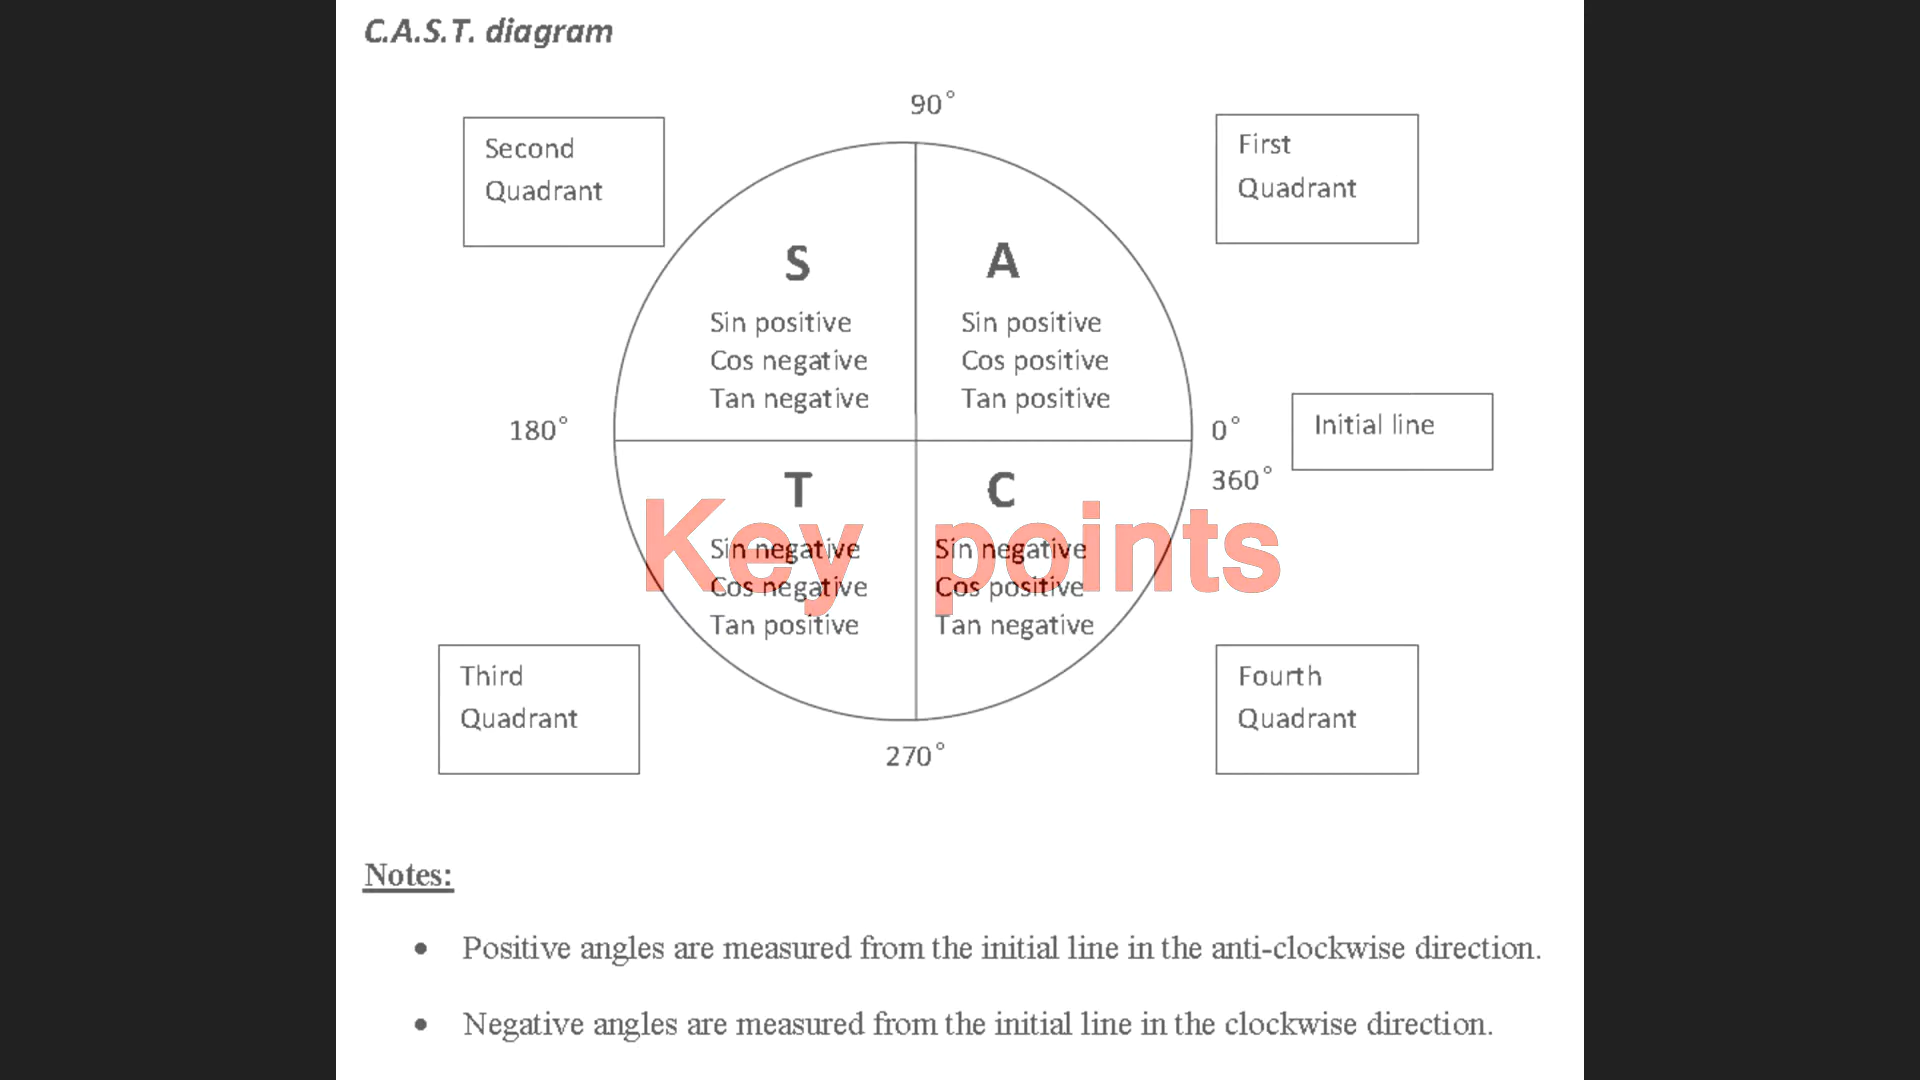 C.A.S.T. diagram
90°
Second
Quadrant
First
Quadrant
S
Sin positive
Cos negative
Tan negative
A
Sin positive
Cos positive
Tan positive
180°
0°
360°
Initial line
T
Sin negative
Cos negative
Tan positive
C
Sin negative
Cos positive
Tan negative
Key points
Third
Quadrant
Fourth
Quadrant
270°
Notes:
• Positive angles are measured from the initial line in the anti-clockwise direction.
• Negative angles are measured from the initial line in the clockwise direction.